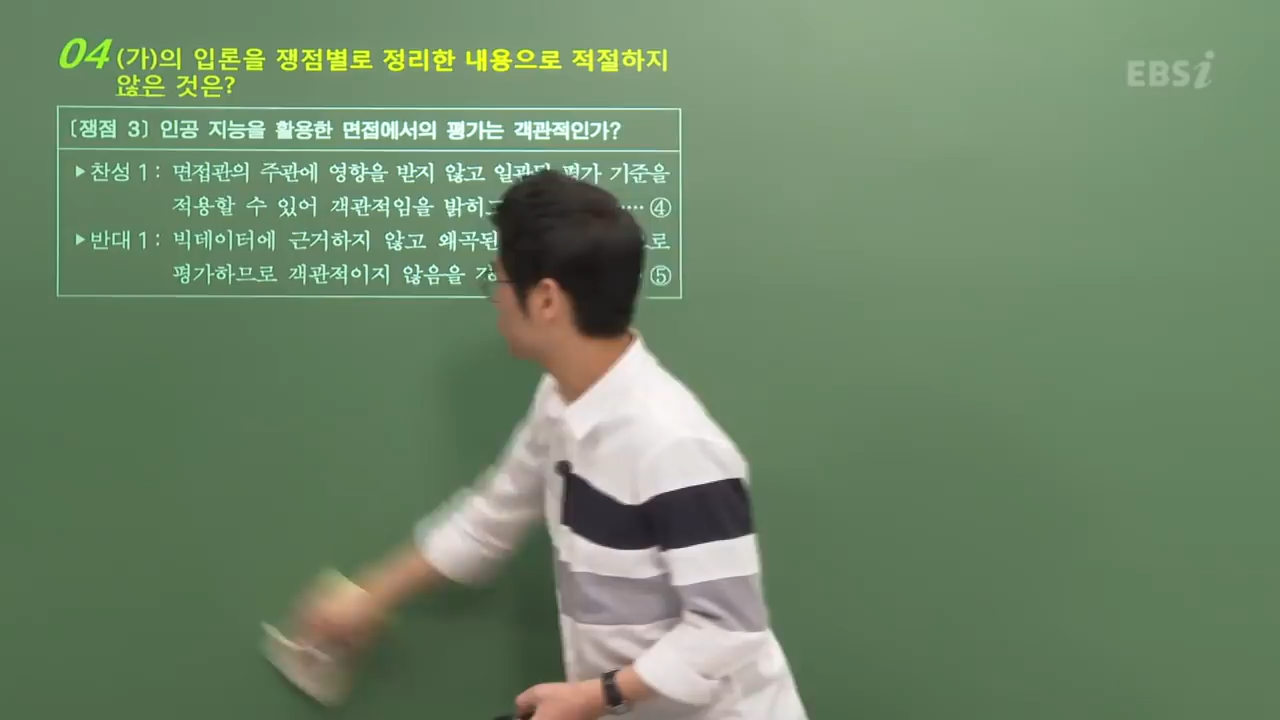 04 (가)의 입론을 쟁점별로 정리한 내용으로 적절하지
않은 것은?
EBSi
[쟁점 3] 인공 지능을 활용한 면접에서의 평가는 객관적인가?
▶찬성 1: 면접관의 주관에 영향을 받지 않고 평가 기준을
적용할 수 있어 객관적임을 ④
▶반대 1: 빅데이터에 근거하지 않고 왜곡된
평가하므로 객관적이지 않음을 ⑤